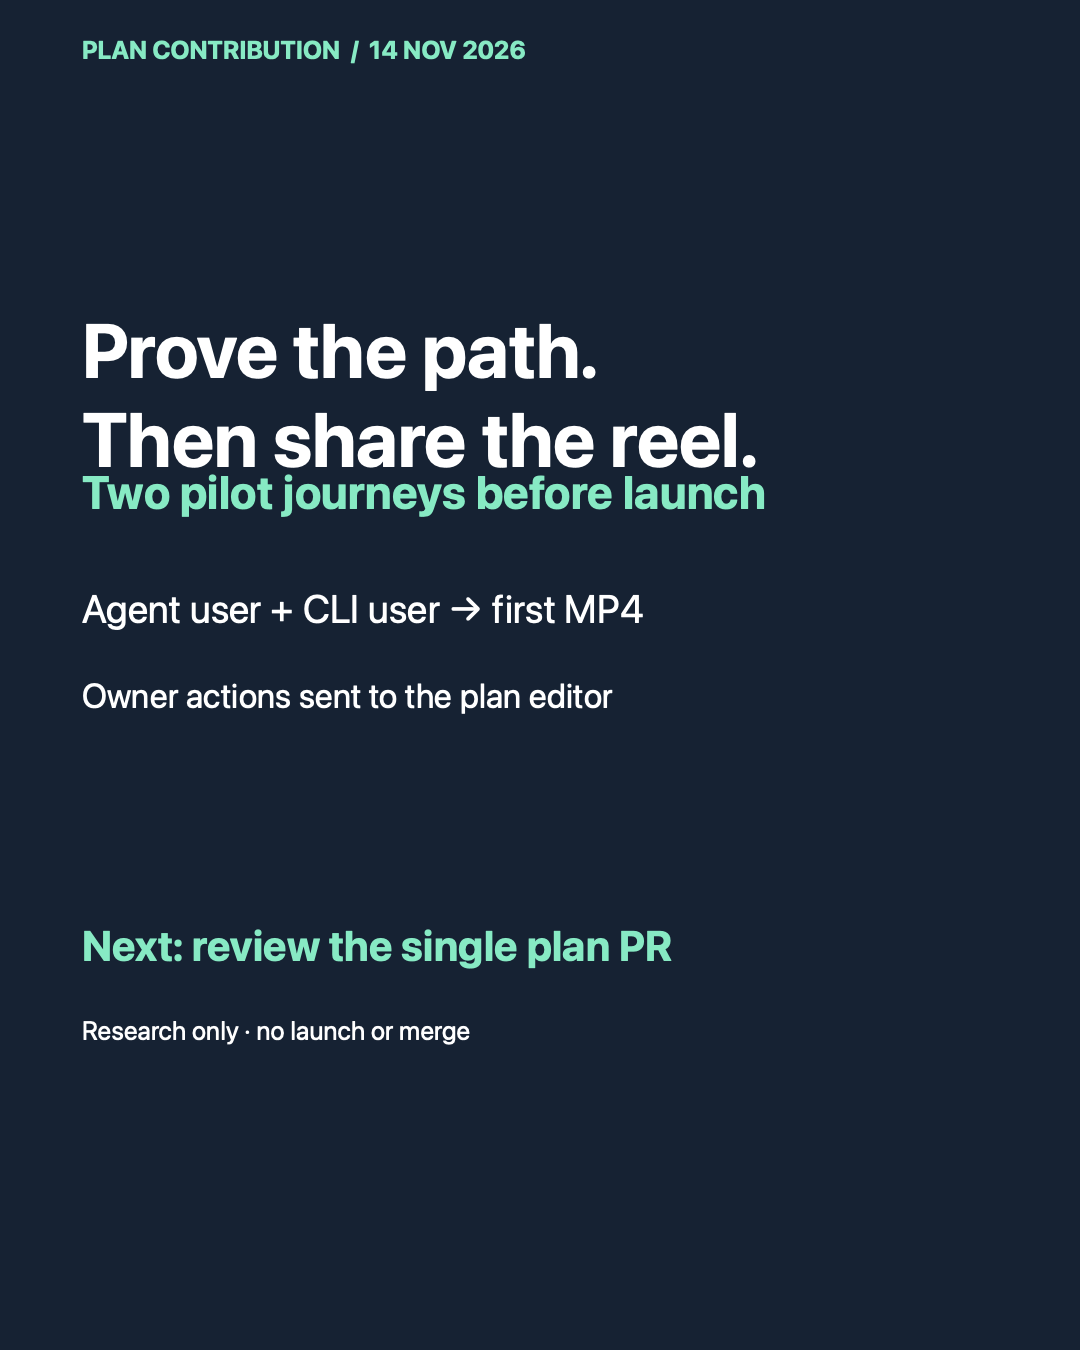 PLAN CONTRIBUTION / 14 NOV 2026
Prove the path.
Then share the reel.
Two pilot journeys before launch
Agent user + CLI user → first MP4
Owner actions sent to the plan editor
Next: review the single plan PR
Research only · no launch or merge